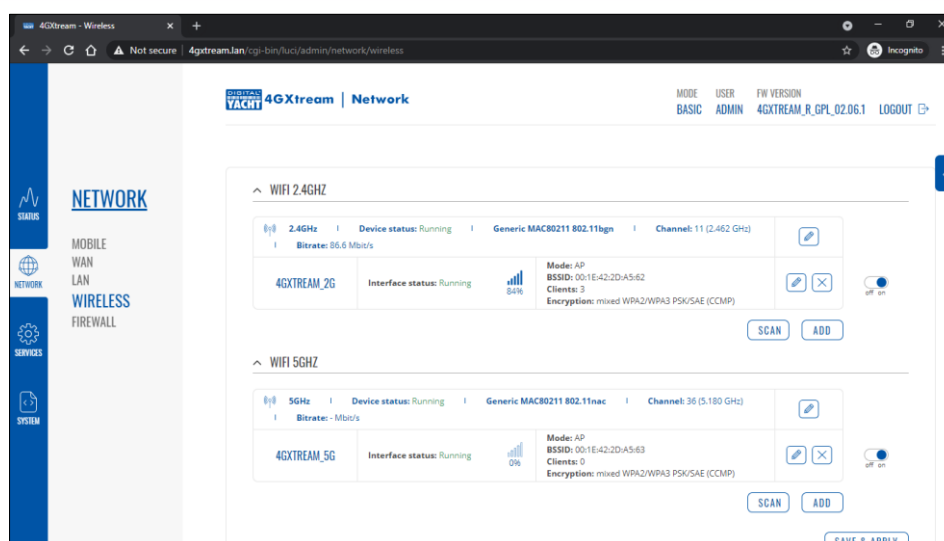 4GXtream - Wireless
Not secure | 4gxtream.lan/cgi-bin/luci/admin/network/wireless
Incognito
DIGITAL YACHT 4GXtream | Network
MODE USER FW VERSION
BASIC ADMIN 4GXTREAM_R_GPL_02.06.1 LOGOUT
STATUS
NETWORK
SERVICES
SYSTEM
NETWORK
MOBILE
WAN
LAN
WIRELESS
FIREWALL
WIFI 2.4GHZ
2.4GHz | Device status: Running | Generic MAC80211 802.11bgn | Channel: 11 (2.462 GHz)
| Bitrate: 86.6 Mbit/s
4GXTREAM_2G
Interface status: Running
84%
Mode: AP
BSSID: 00:1E:42:2D:A5:62
Clients: 3
Encryption: mixed WPA2/WPA3 PSK/SAE (CCMP)
off on
SCAN ADD
WIFI 5GHZ
5GHz | Device status: Running | Generic MAC80211 802.11nac | Channel: 36 (5.180 GHz)
| Bitrate: - Mbit/s
4GXTREAM_5G
Interface status: Running
0%
Mode: AP
BSSID: 00:1E:42:2D:A5:63
Clients: 0
Encryption: mixed WPA2/WPA3 PSK/SAE (CCMP)
off on
SCAN ADD
SAVE & APPLY